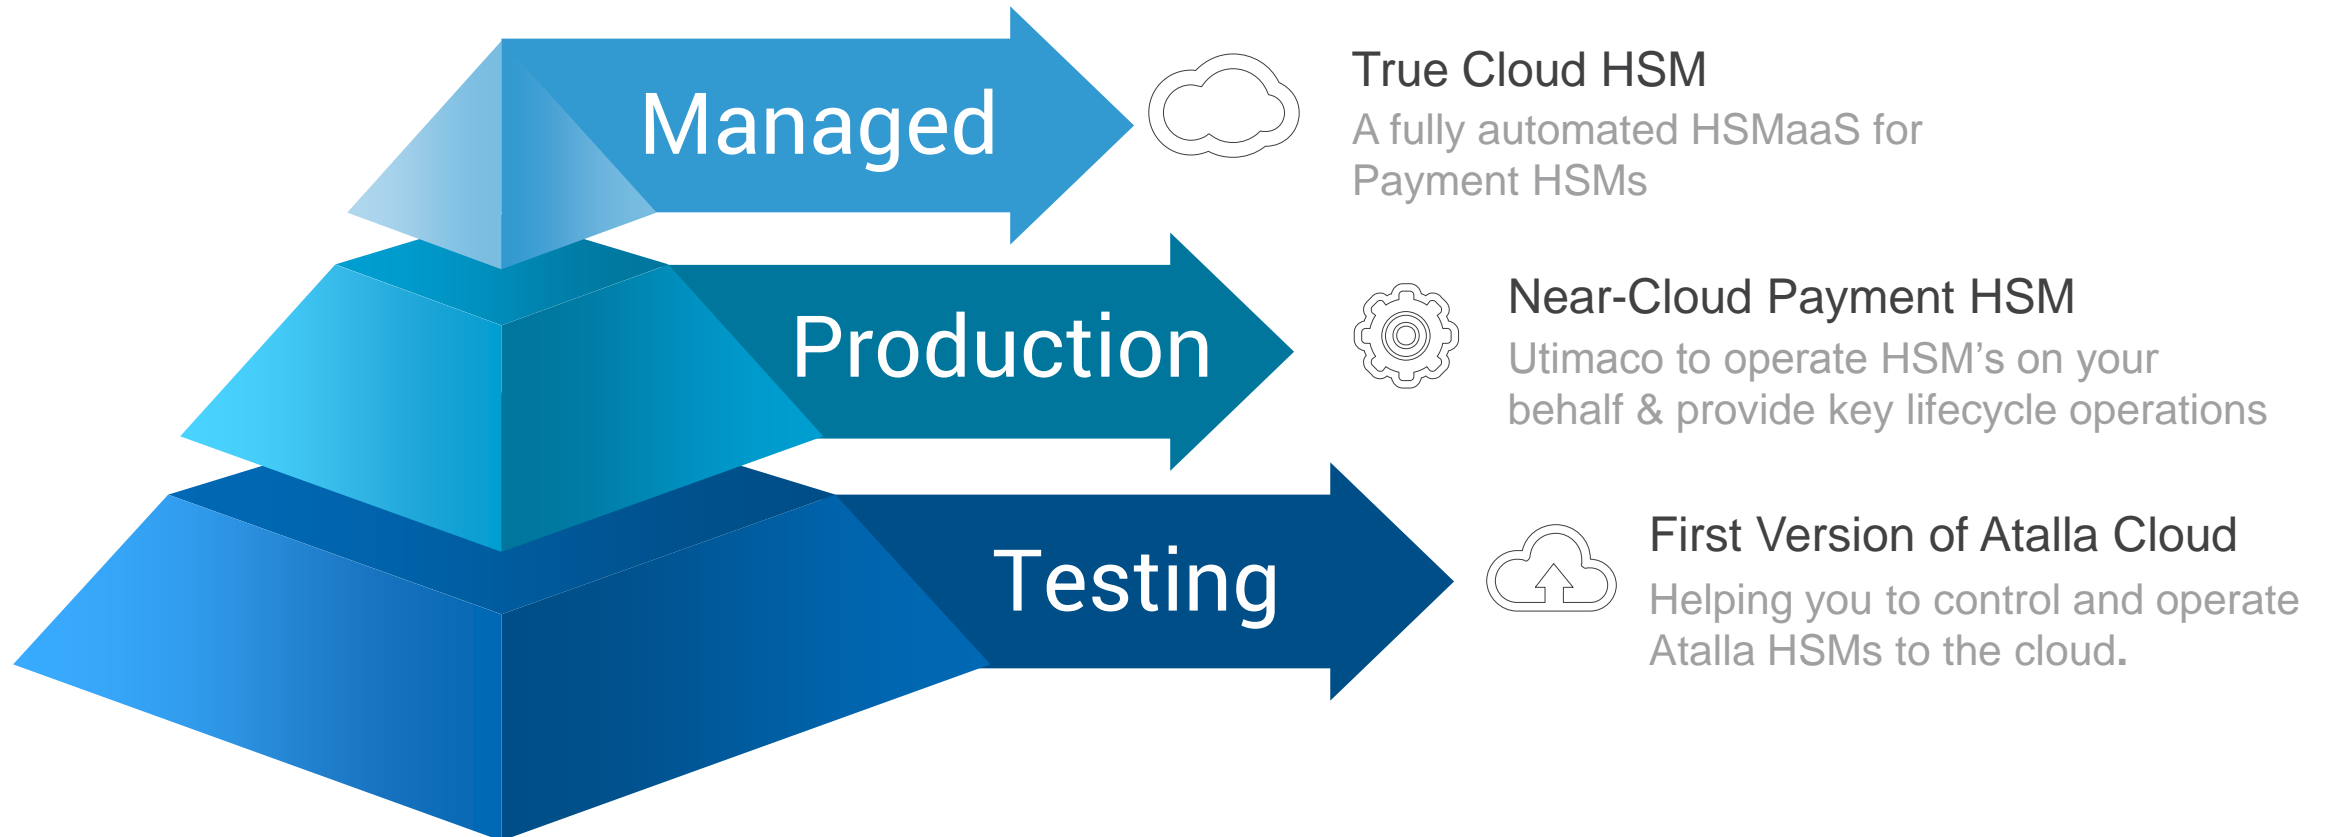 Managed
True Cloud HSM
A fully automated HSMaaS for
Payment HSMs
Production
Near-Cloud Payment HSM
Utimaco to operate HSM’s on your
behalf & provide key lifecycle operations
Testing
First Version of Atalla Cloud
Helping you to control and operate
Atalla HSMs to the cloud.